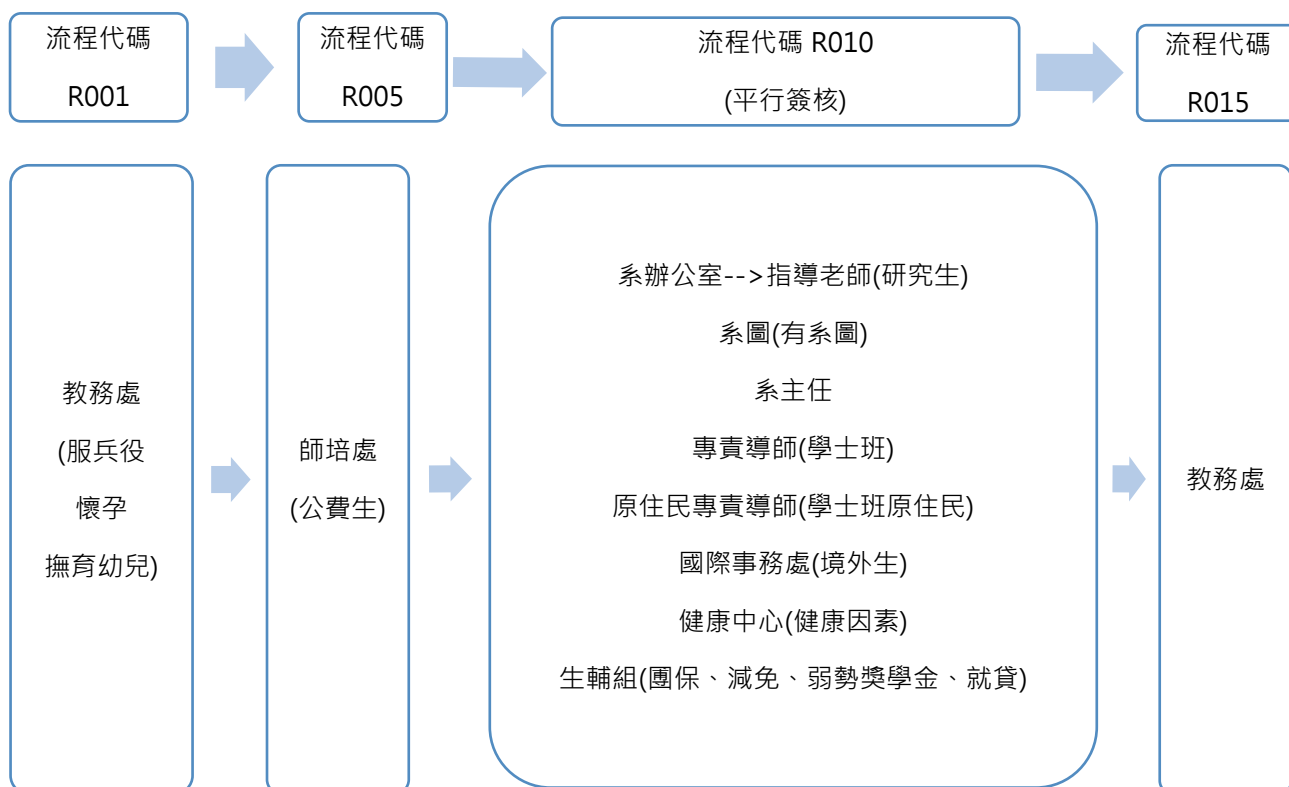 流程代碼
R001
流程代碼
R005
流程代碼 R010
(平行簽核)
流程代碼
R015
教務處
(服兵役
懷孕
撫育幼兒)
師培處
(公費生)
系辦公室-->指導老師(研究生)
系圖(有系圖)
系主任
專責導師(學士班)
原住民專責導師(學士班原住民)
國際事務處(境外生)
健康中心(健康因素)
生輔組(團保、減免、弱勢獎學金、就貸)
教務處